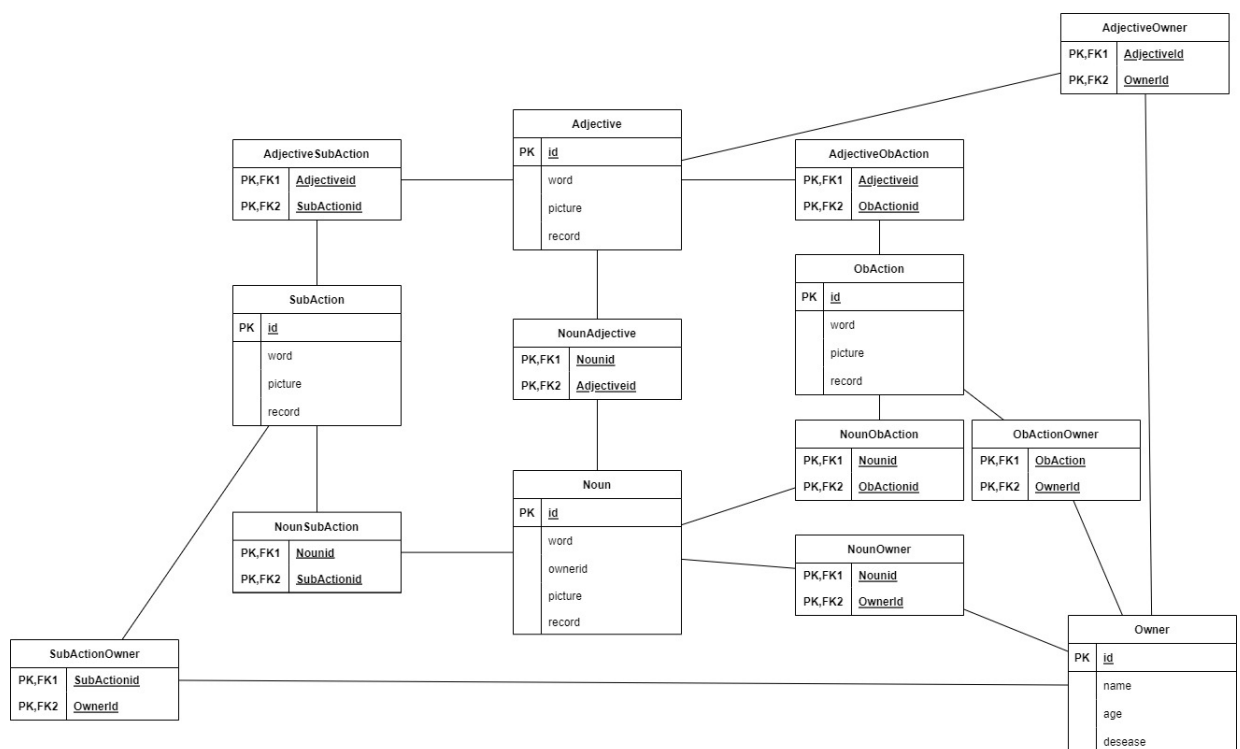 AdjectiveOwner
PK,FK1 AdjectiveId
PK,FK2 OwnerId
Adjective
PK id
word
picture
record
AdjectiveSubAction
PK,FK1 Adjectiveid
PK,FK2 SubActionid
AdjectiveObAction
PK,FK1 Adjectiveid
PK,FK2 ObActionid
SubAction
PK id
word
picture
record
NounAdjective
PK,FK1 Nounid
PK,FK2 Adjectiveid
ObAction
PK id
word
picture
record
NounObAction
PK,FK1 Nounid
PK,FK2 ObActionid
ObActionOwner
PK,FK1 ObAction
PK,FK2 OwnerId
Noun
PK id
word
ownerid
picture
record
NounSubAction
PK,FK1 Nounid
PK,FK2 SubActionid
NounOwner
PK,FK1 Nounid
PK,FK2 OwnerId
SubActionOwner
PK,FK1 SubActionid
PK,FK2 OwnerId
Owner
PK id
name
age
desease